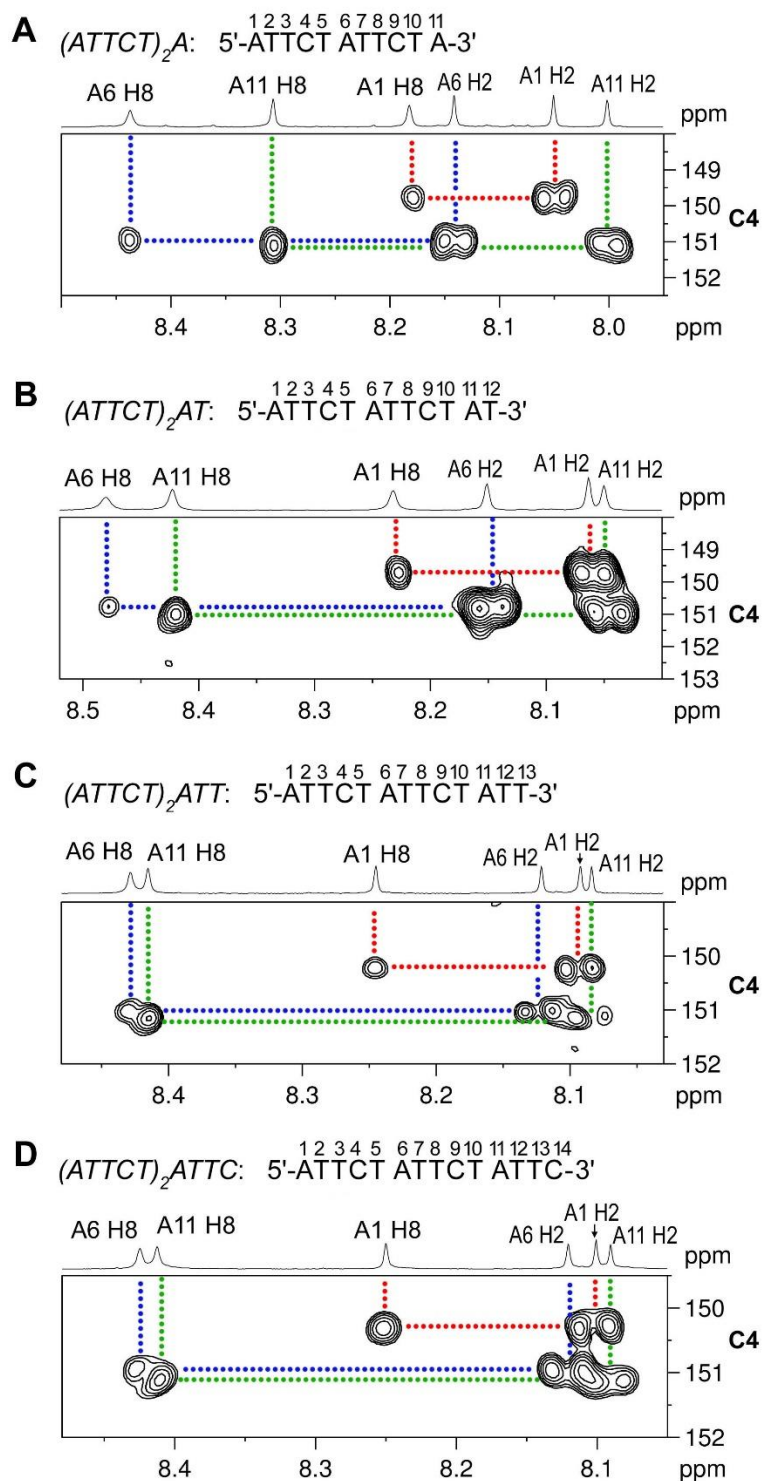 A
(ATTCT)₂A: 5'-ATTCT ATTCT A-3'
1 2 3 4 5 6 7 8 9 10 11
A6 H8 A11 H8 A1 H8 A6 H2 A1 H2 A11 H2
ppm
149
150
C4
151
152
8.4 8.3 8.2 8.1 8.0 ppm
B
(ATTCT)₂AT: 5'-ATTCT ATTCT AT-3'
1 2 3 4 5 6 7 8 9 10 11 12
A6 H8 A11 H8 A1 H8 A6 H2 A1 H2 A11 H2
ppm
149
150
151 C4
152
153
8.5 8.4 8.3 8.2 8.1 ppm
C
(ATTCT)₂ATT: 5'-ATTCT ATTCT ATT-3'
1 2 3 4 5 6 7 8 9 10 11 12 13
A6 H8 A11 H8 A1 H8 A6 H2 A1 H2 A11 H2
ppm
150
C4
151
152
8.4 8.3 8.2 8.1 ppm
D
(ATTCT)₂ATTC: 5'-ATTCT ATTCT ATTC-3'
1 2 3 4 5 6 7 8 9 10 11 12 13 14
A6 H8 A11 H8 A1 H8 A6 H2 A1 H2 A11 H2
ppm
150
C4
151
152
8.4 8.3 8.2 8.1 ppm